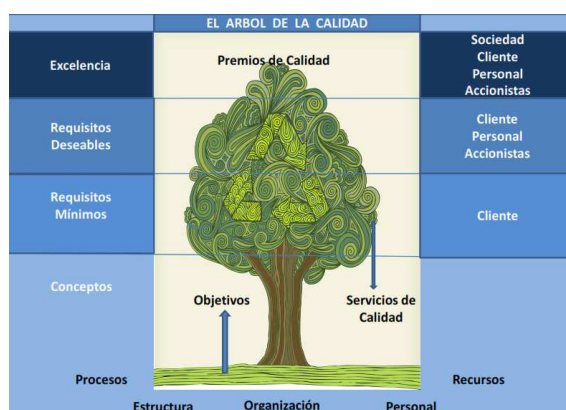 EL ARBOL DE LA CALIDAD
Excelencia
Premios de Calidad
Sociedad
Cliente
Personal
Accionistas
Requisitos
Deseables
Cliente
Personal
Accionistas
Requisitos
Mínimos
Cliente
Conceptos
Objetivos
Servicios de
Calidad
Procesos
Recursos
Estructura
Organización
Personal